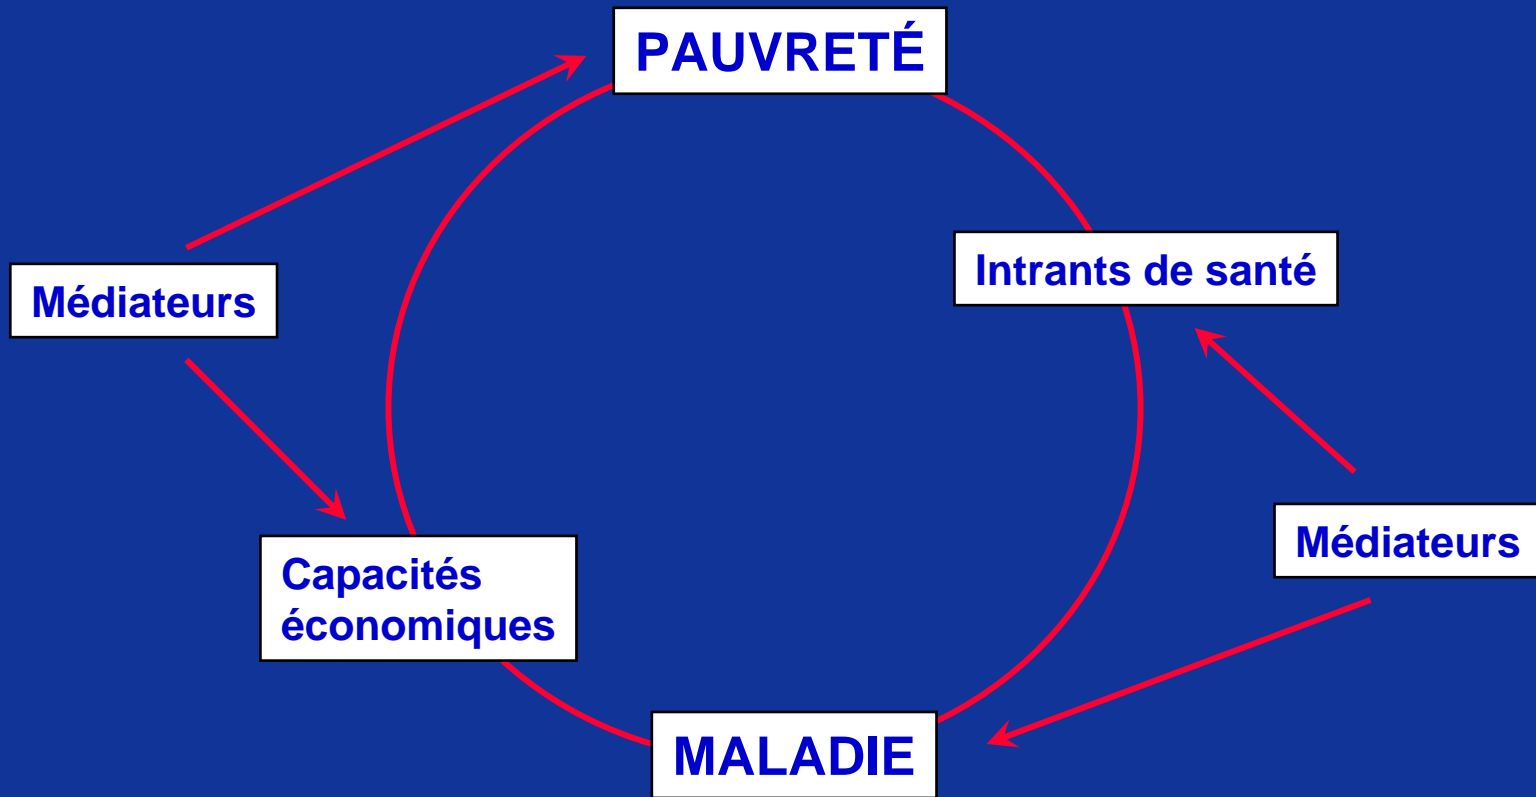 PAUVRETÉ
Intrants de santé
Médiateurs
Médiateurs
Capacités
économiques
MALADIE